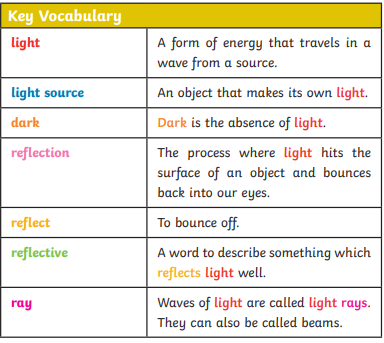 Key Vocabulary
light
A form of energy that travels in a
wave from a source.
light source
An object that makes its own light.
dark
Dark is the absence of light.
reflection
The process where light hits the
surface of an object and bounces
back into our eyes.
reflect
To bounce off.
reflective
A word to describe something which
reflects light well.
ray
Waves of light are called light rays.
They can also be called beams.